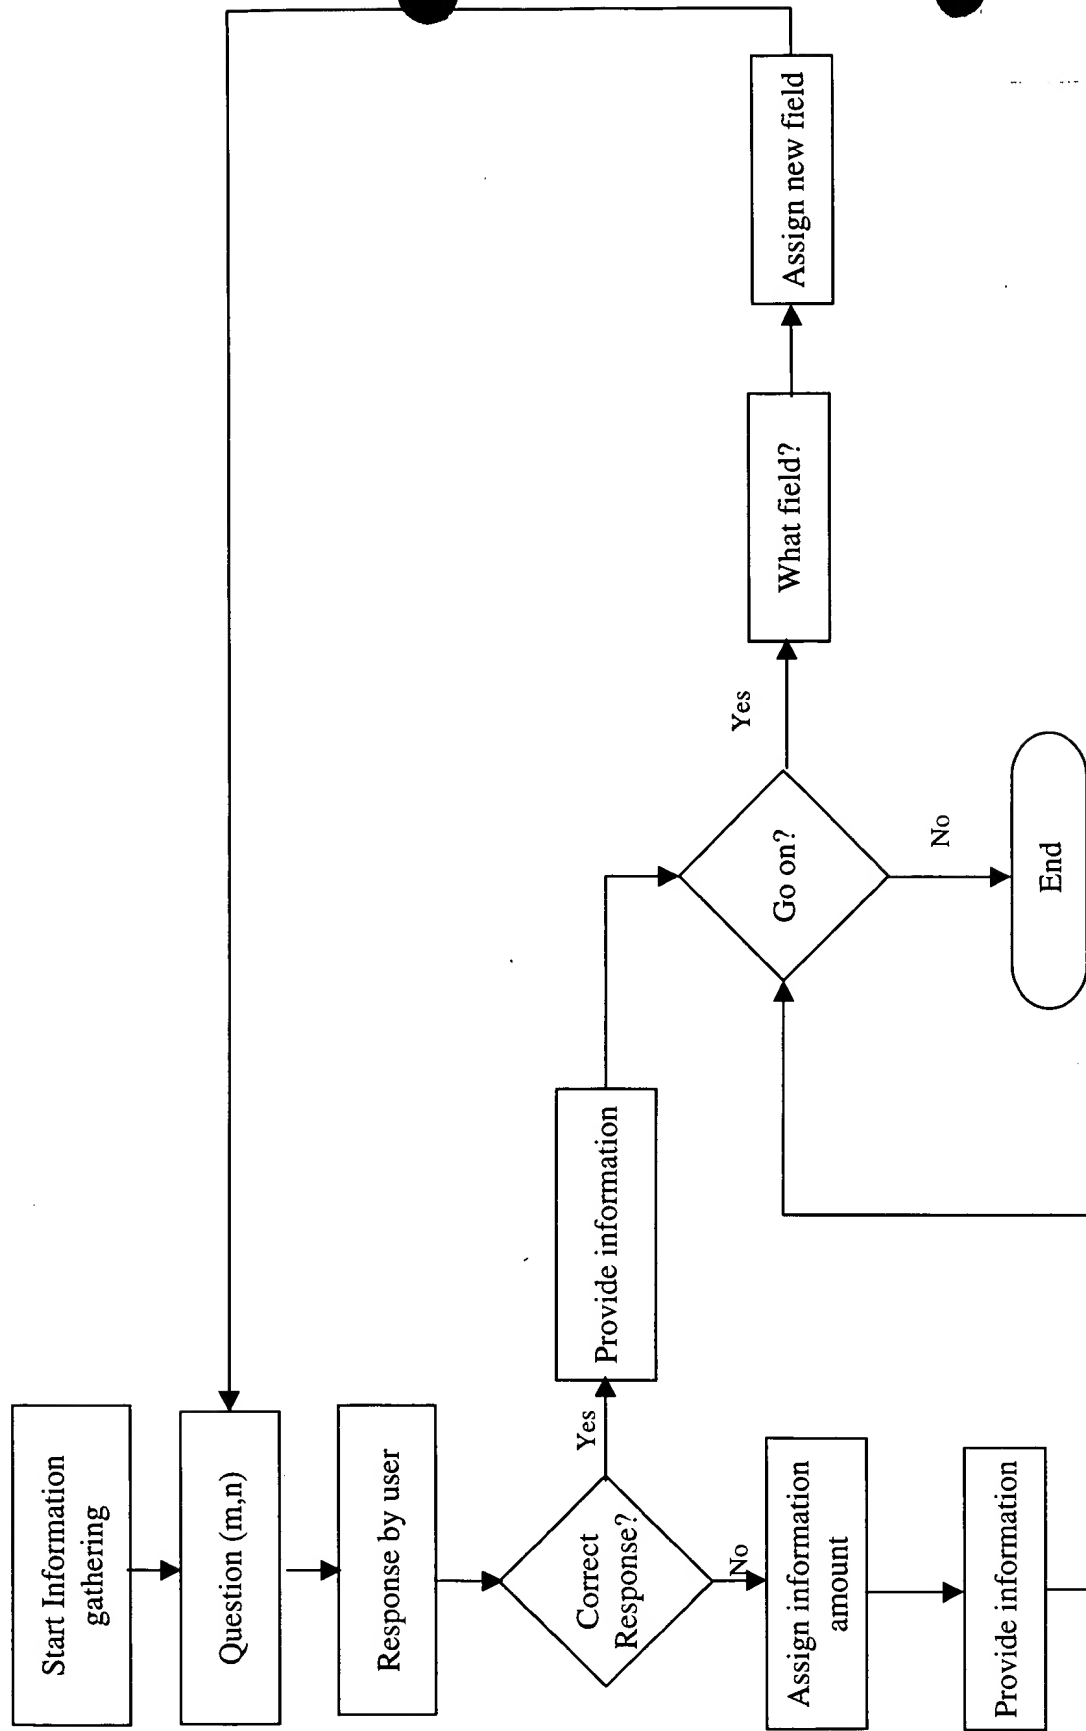 Start Information
gathering
Question (m,n)
Response by user
Correct
Response?
Yes
No
Provide information
Assign information
amount
Provide information
Go on?
Yes
No
What field?
Assign new field
End